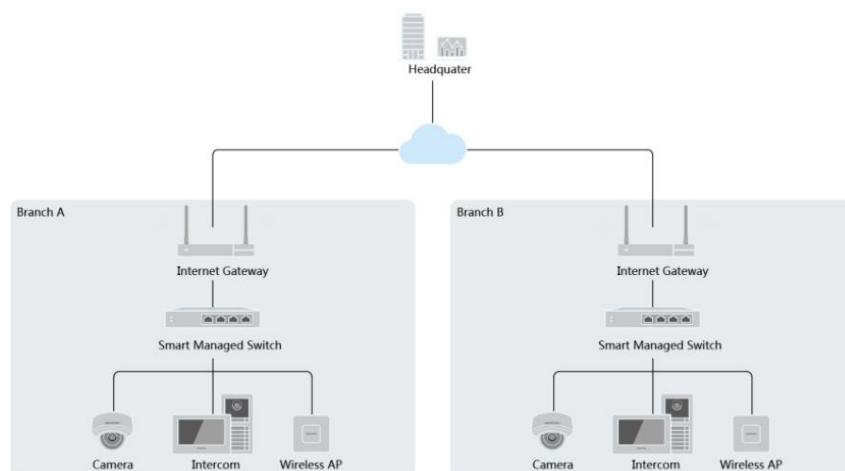 Headquater
Branch A
Branch B
Internet Gateway
Internet Gateway
Smart Managed Switch
Smart Managed Switch
Camera
Intercom
Wireless AP
Camera
Intercom
Wireless AP